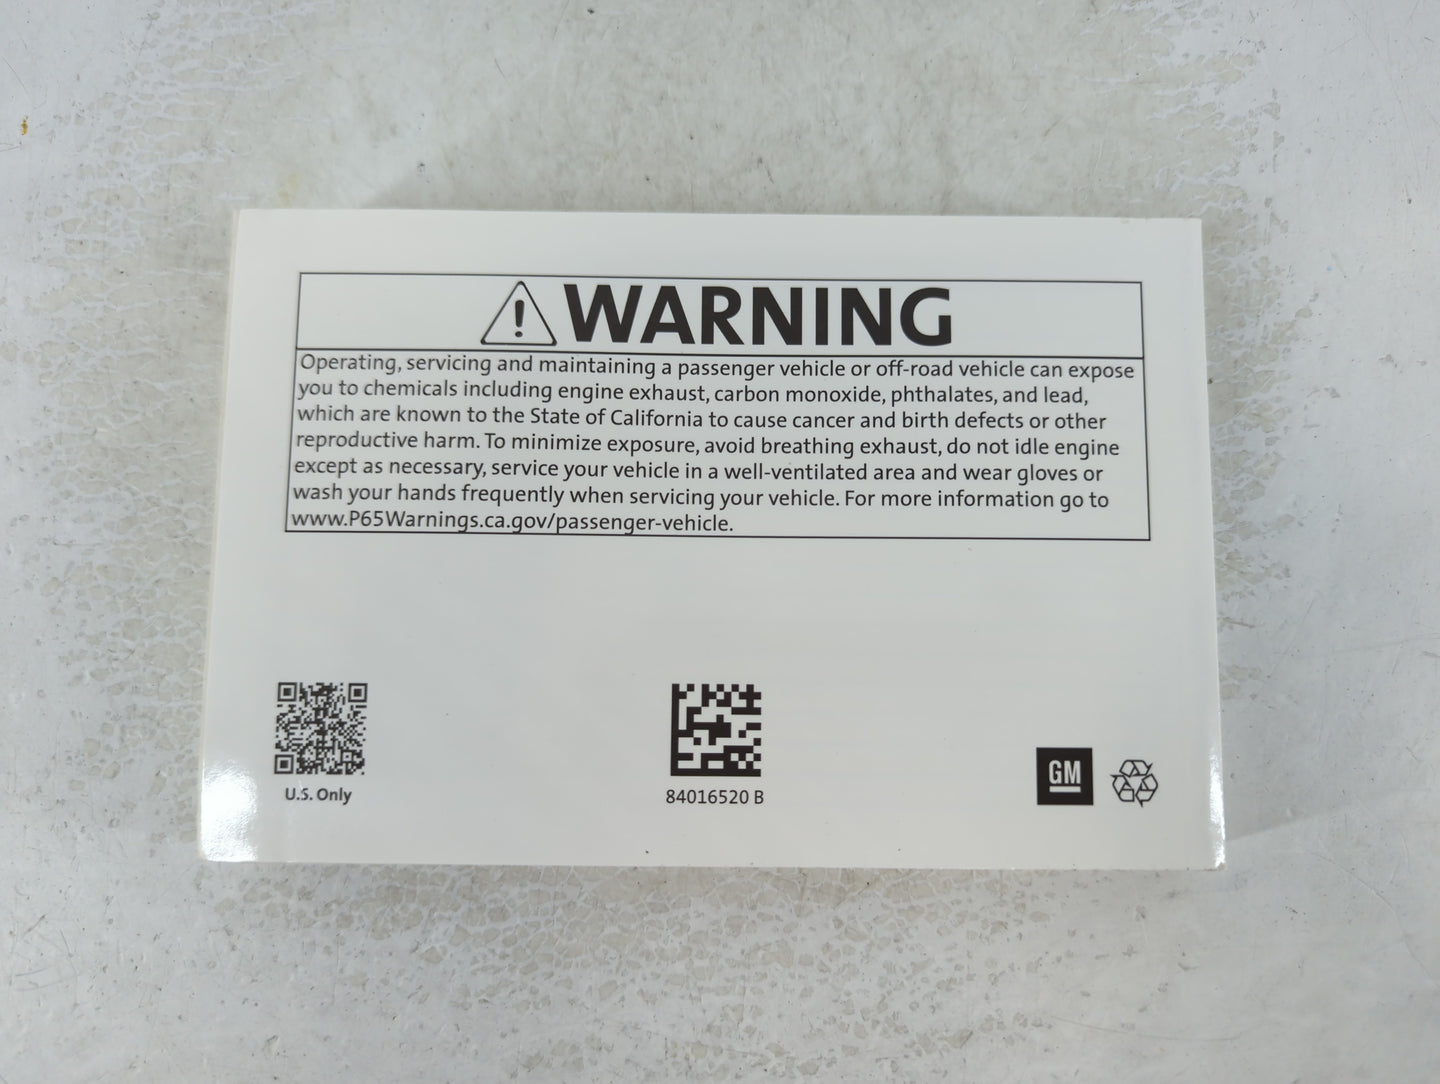 WARNING
Operating, servicing and maintaining a passenger vehicle or off-road vehicle can expose
you to chemicals including engine exhaust, carbon monoxide, phthalates, and lead,
which are known to the State of California to cause cancer and birth defects or other
reproductive harm. To minimize exposure, avoid breathing exhaust, do not idle engine
except as necessary, service your vehicle in a well-ventilated area and wear gloves or
wash your hands frequently when servicing your vehicle. For more information go to
www.P65Warnings.ca.gov/passenger-vehicle.
U.S. Only
84016520 B
GM